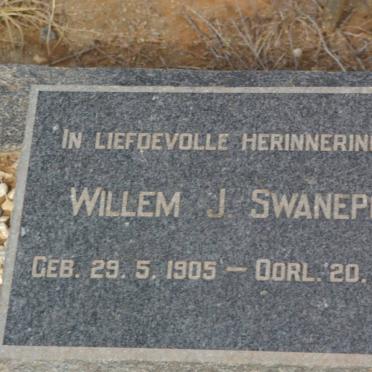 IN LIEFDEVOLLE HERINNERING
WILLEM J. SWANEP
GEB. 29. 5. 1905 — OORL. 20.